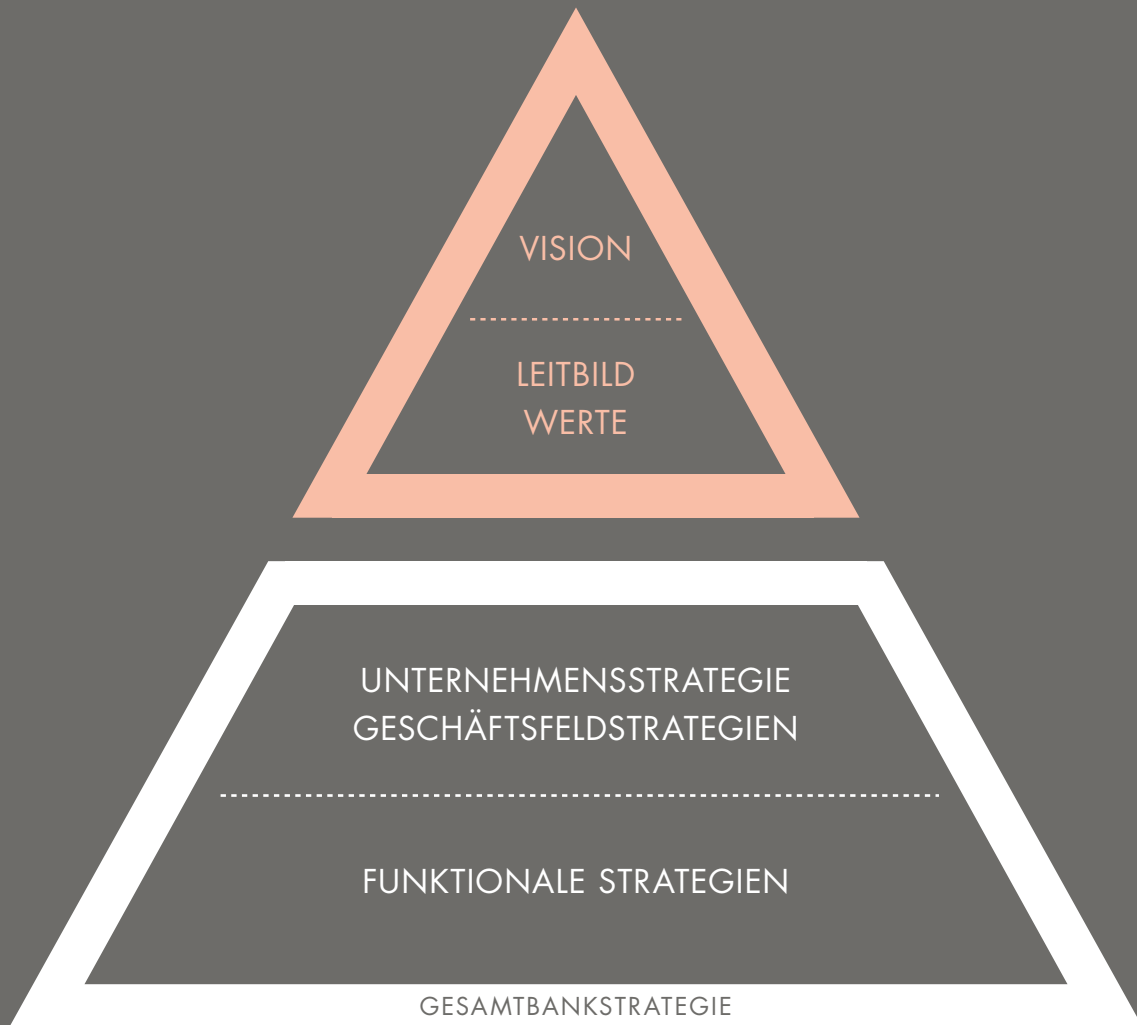 VISION
LEITBILD
WERTE
UNTERNEHMENSSTRATEGIE
GESCHÄFTSFELDSTRATEGIEN
FUNKTIONALE STRATEGIEN
GESAMTBANKSTRATEGIE